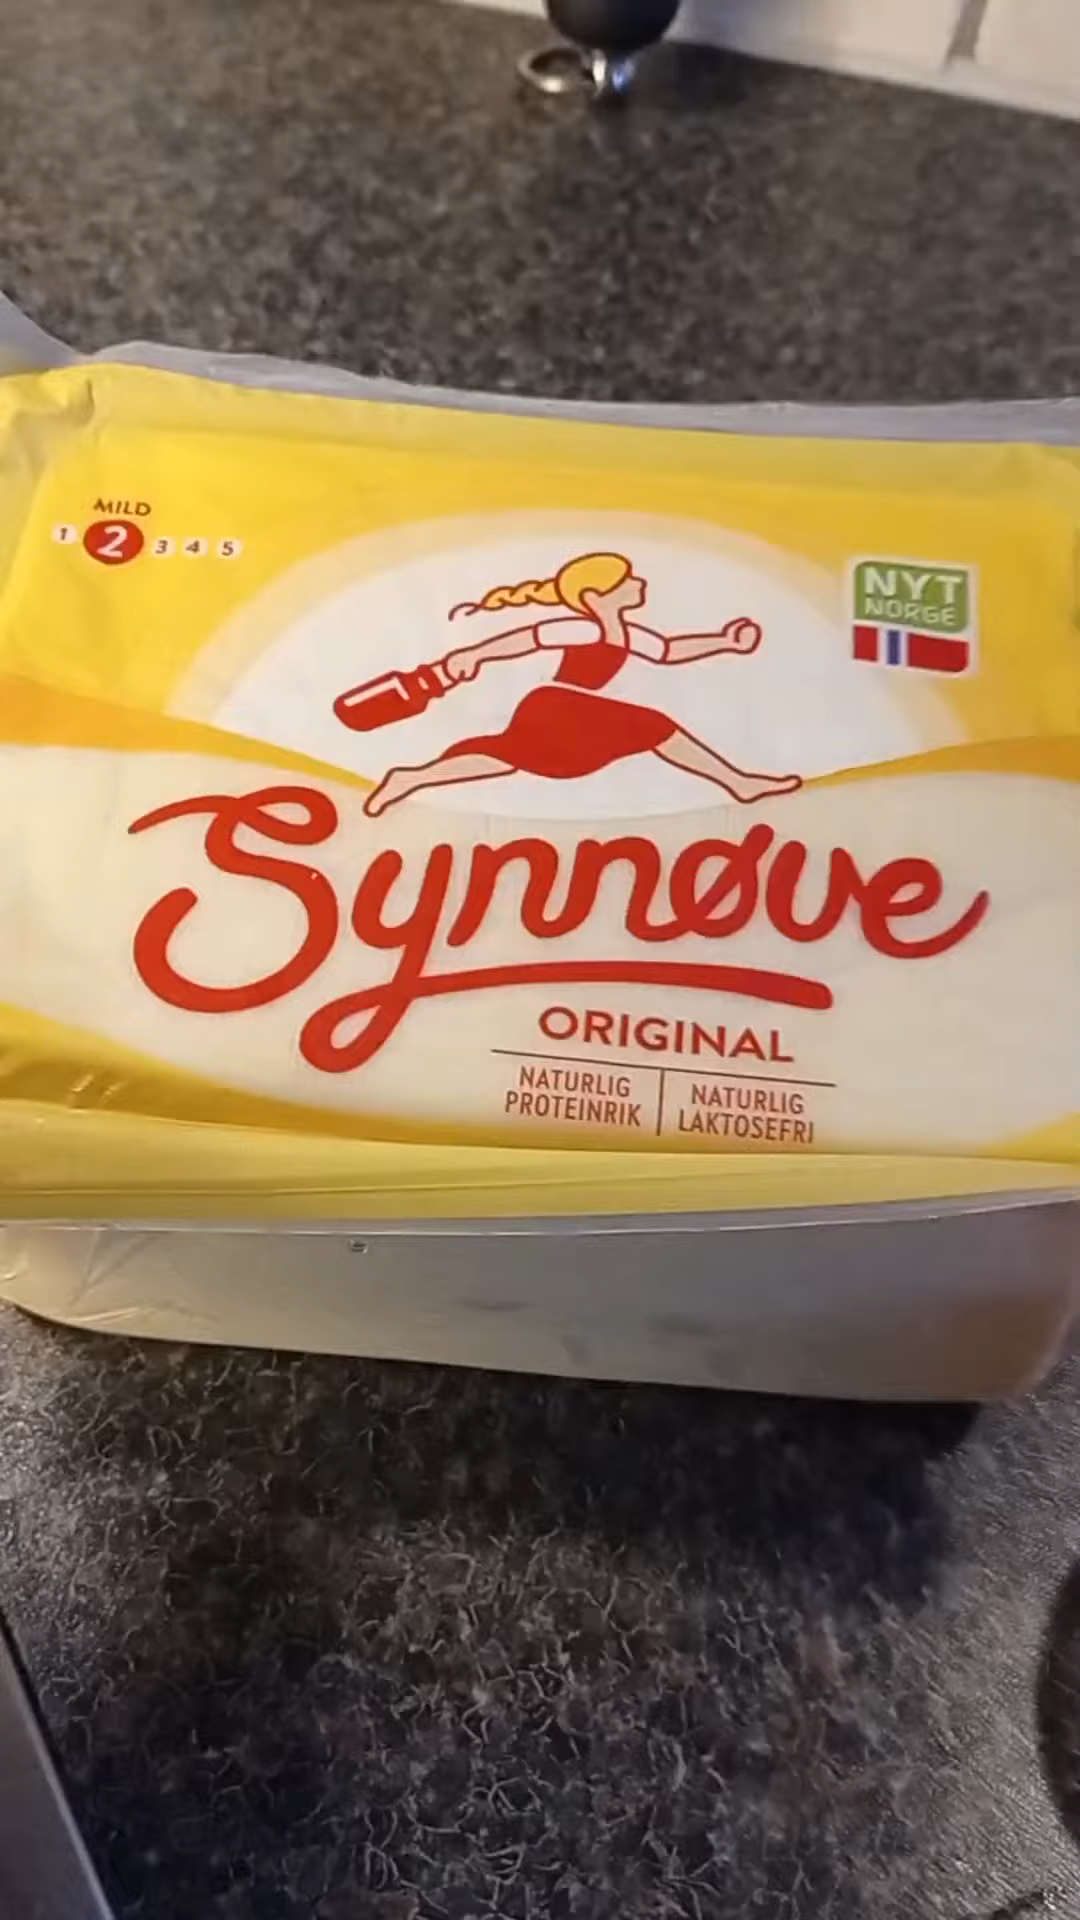 MILD
1 2 3 4 5
NYT
NORGE
Synnøve
ORIGINAL
NATURLIG
PROTEINRIK
NATURLIG
LAKTOSEFRI